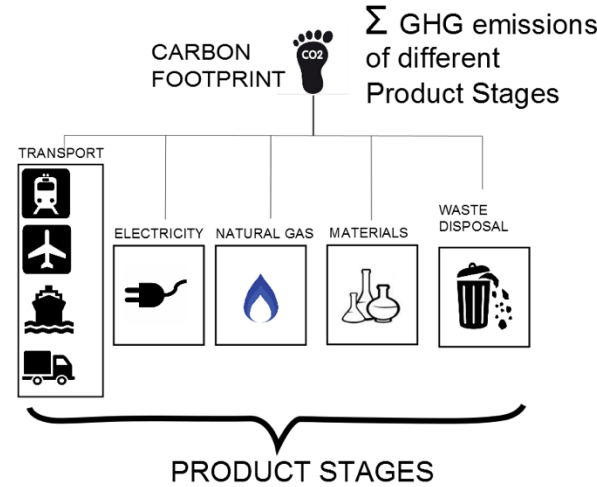 CARBON
FOOTPRINT
CO2
Σ GHG emissions
of different
Product Stages
TRANSPORT
ELECTRICITY
NATURAL GAS
MATERIALS
WASTE
DISPOSAL
PRODUCT STAGES